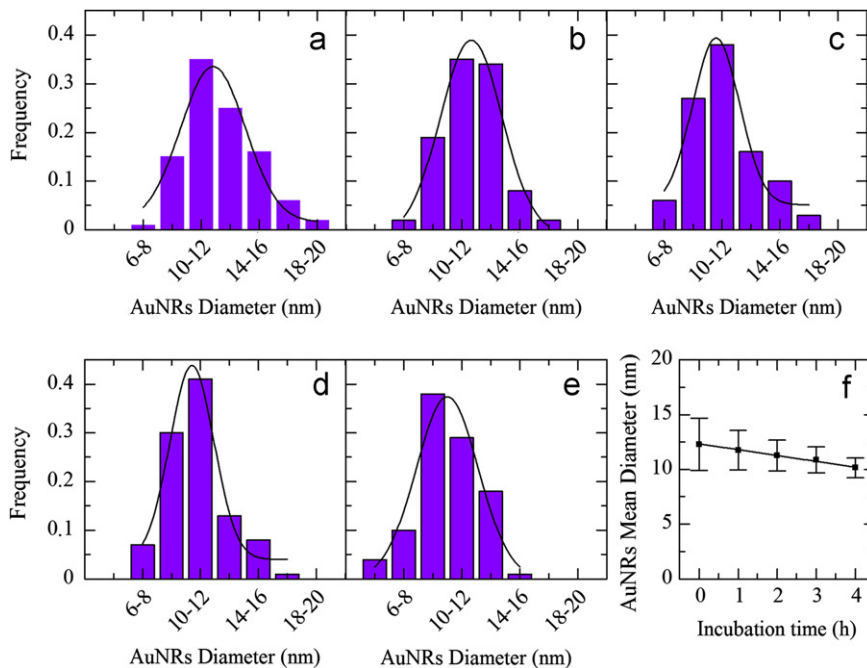 a
b
c
Frequency
0.4
0.3
0.2
0.1
0
6-8
10-12
14-16
18-20
6-8
10-12
14-16
18-20
6-8
10-12
14-16
18-20
AuNRs Diameter (nm)
AuNRs Diameter (nm)
AuNRs Diameter (nm)
d
e
f
Frequency
0.4
0.3
0.2
0.1
0
6-8
10-12
14-16
18-20
6-8
10-12
14-16
18-20
AuNRs Diameter (nm)
AuNRs Diameter (nm)
AuNRs Mean Diameter (nm)
20
15
10
5
0
0 1 2 3 4
Incubation time (h)